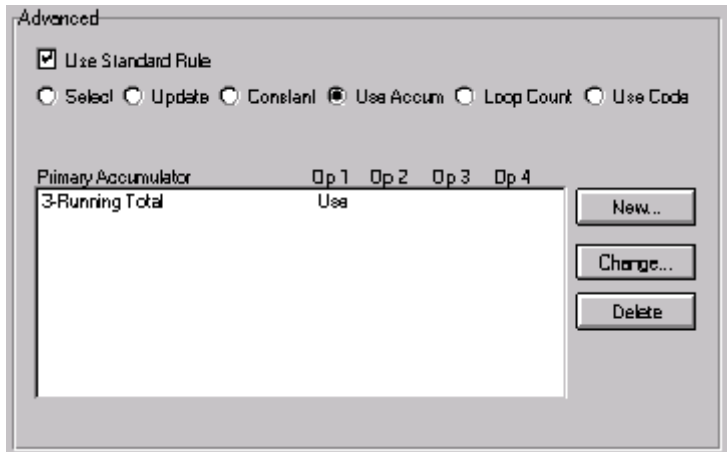 Advanced
Use Standard Rule
Select Update Constant Use Accum Loop Count Use Code
Primary Accumulator Op 1 Op 2 Op 3 Op 4
3-Running Total Use
New...
Change...
Delete